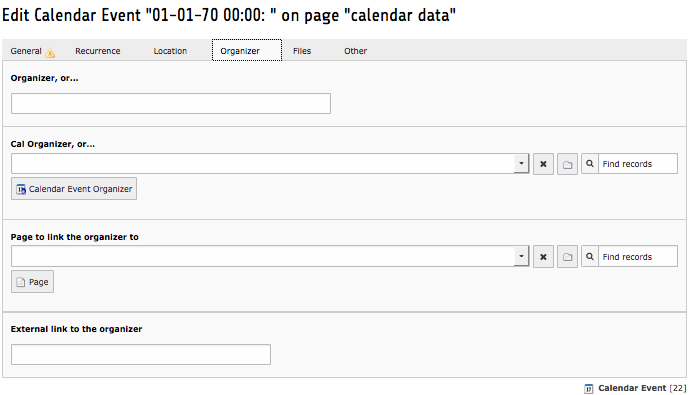 Edit Calendar Event "01-01-70 00:00: " on page "calendar data"
General Recurrence Location Organizer Files Other
Organizer, or...
Cal Organizer, or...
Find records
Calendar Event Organizer
Page to link the organizer to
Find records
Page
External link to the organizer
Calendar Event [22]